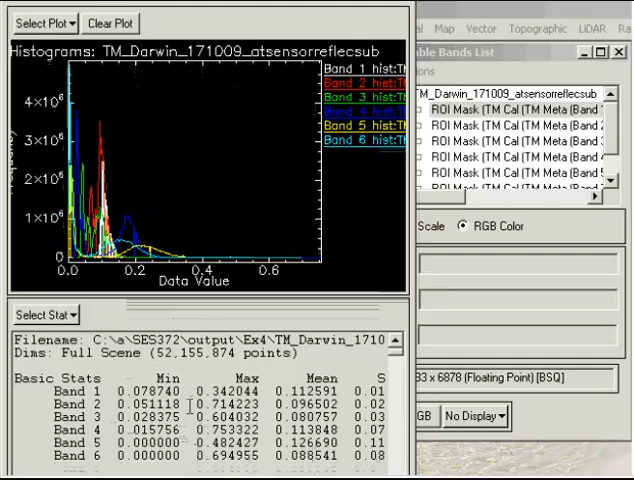 Select Plot
Clear Plot
Histograms: TM_Darwin_171009_atsensorreflecsub
Band 1 hist:T
Band 2 hist:T
Band 3 hist:T
Band 4 hist:T
Band 5 hist:T
Band 6 hist:T
4×10⁶
3×10⁶
2×10⁶
1×10⁶
0
0.0 0.2 0.4 0.6
Data Value
Select Stat
Filename: C:\a\SES372\output\Ex4\TM_Darwin_1710
Dims: Full Scene (52,155,874 points)
Basic Stats Min Max Mean S
Band 1 0.078740 0.342044 0.112591 0.01
Band 2 0.051118 0.714223 0.096502 0.02
Band 3 0.028375 0.604032 0.080757 0.03
Band 4 0.015756 0.753322 0.113848 0.07
Band 5 0.000000 0.482427 0.126690 0.11
Band 6 0.000000 0.694955 0.088541 0.08
al Map Vector Topographic LiDAR Ra
able Bands List
ions
TM_Darwin_171009_atsensorreflecsub
ROI Mask (TM Cal (TM Meta (Band
ROI Mask (TM Cal (TM Meta (Band 2
ROI Mask (TM Cal (TM Meta (Band 3
ROI Mask (TM Cal (TM Meta (Band 4
ROI Mask (TM Cal (TM Meta (Band 5
Scale RGB Color
83 x 6878 (Floating Point) [BSQ]
GB
No Display